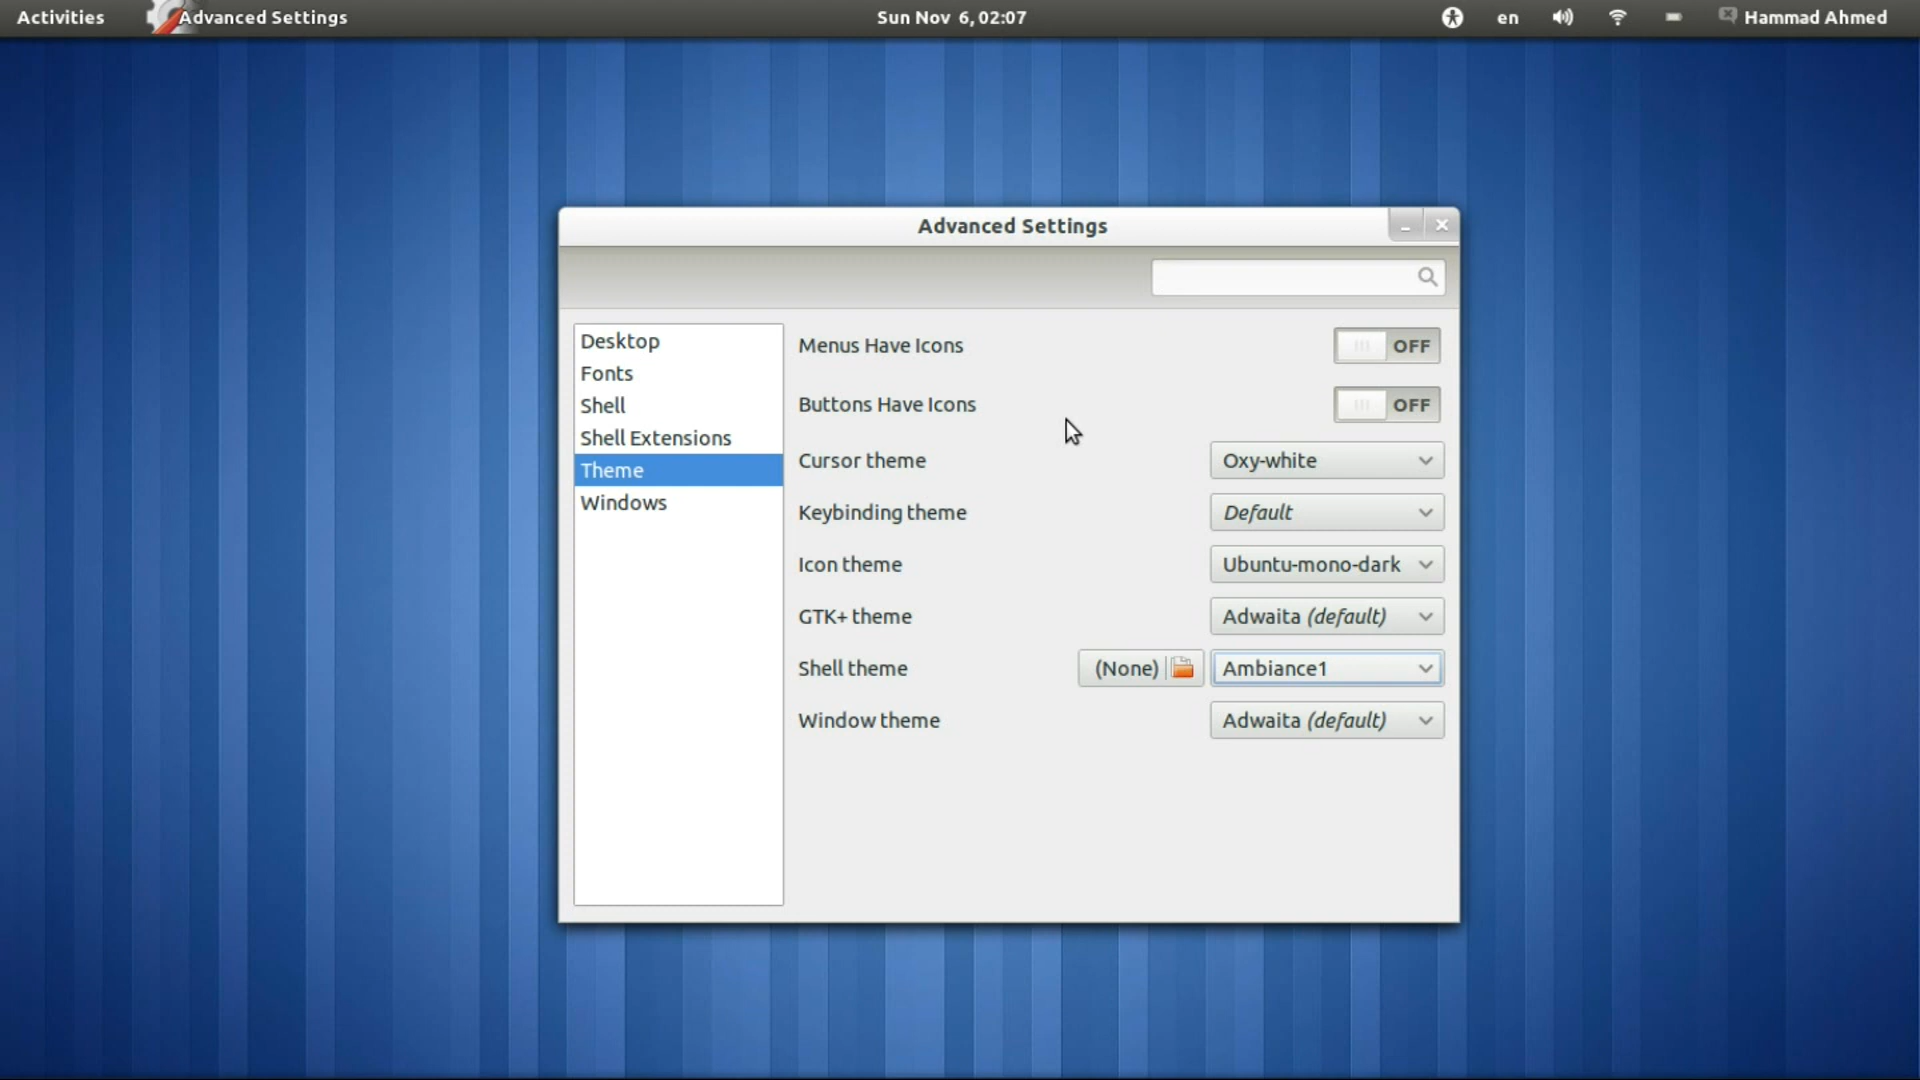 Activities
Advanced Settings
Sun Nov 6, 02:07
en
Hammad Ahmed
Advanced Settings
Desktop
Fonts
Shell
Shell Extensions
Theme
Windows
Menus Have Icons
OFF
Buttons Have Icons
OFF
Cursor theme
Oxy-white
Keybinding theme
Default
Icon theme
Ubuntu-mono-dark
GTK+ theme
Adwaita (default)
Shell theme
(None)
Ambiance1
Window theme
Adwaita (default)